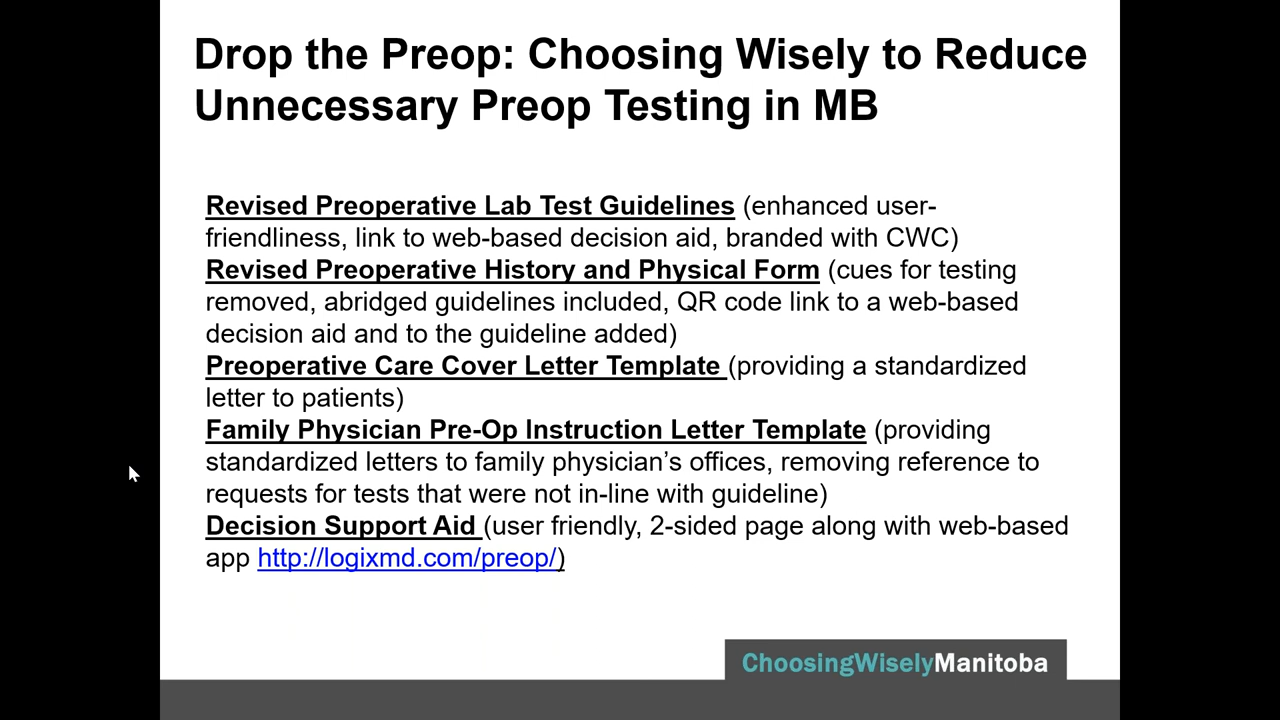 Drop the Preop: Choosing Wisely to Reduce
Unnecessary Preop Testing in MB
Revised Preoperative Lab Test Guidelines (enhanced user-
friendliness, link to web-based decision aid, branded with CWC)
Revised Preoperative History and Physical Form (cues for testing
removed, abridged guidelines included, QR code link to a web-based
decision aid and to the guideline added)
Preoperative Care Cover Letter Template (providing a standardized
letter to patients)
Family Physician Pre-Op Instruction Letter Template (providing
standardized letters to family physician’s offices, removing reference to
requests for tests that were not in-line with guideline)
Decision Support Aid (user friendly, 2-sided page along with web-based
app http://logixmd.com/preop/)
ChoosingWiselyManitoba